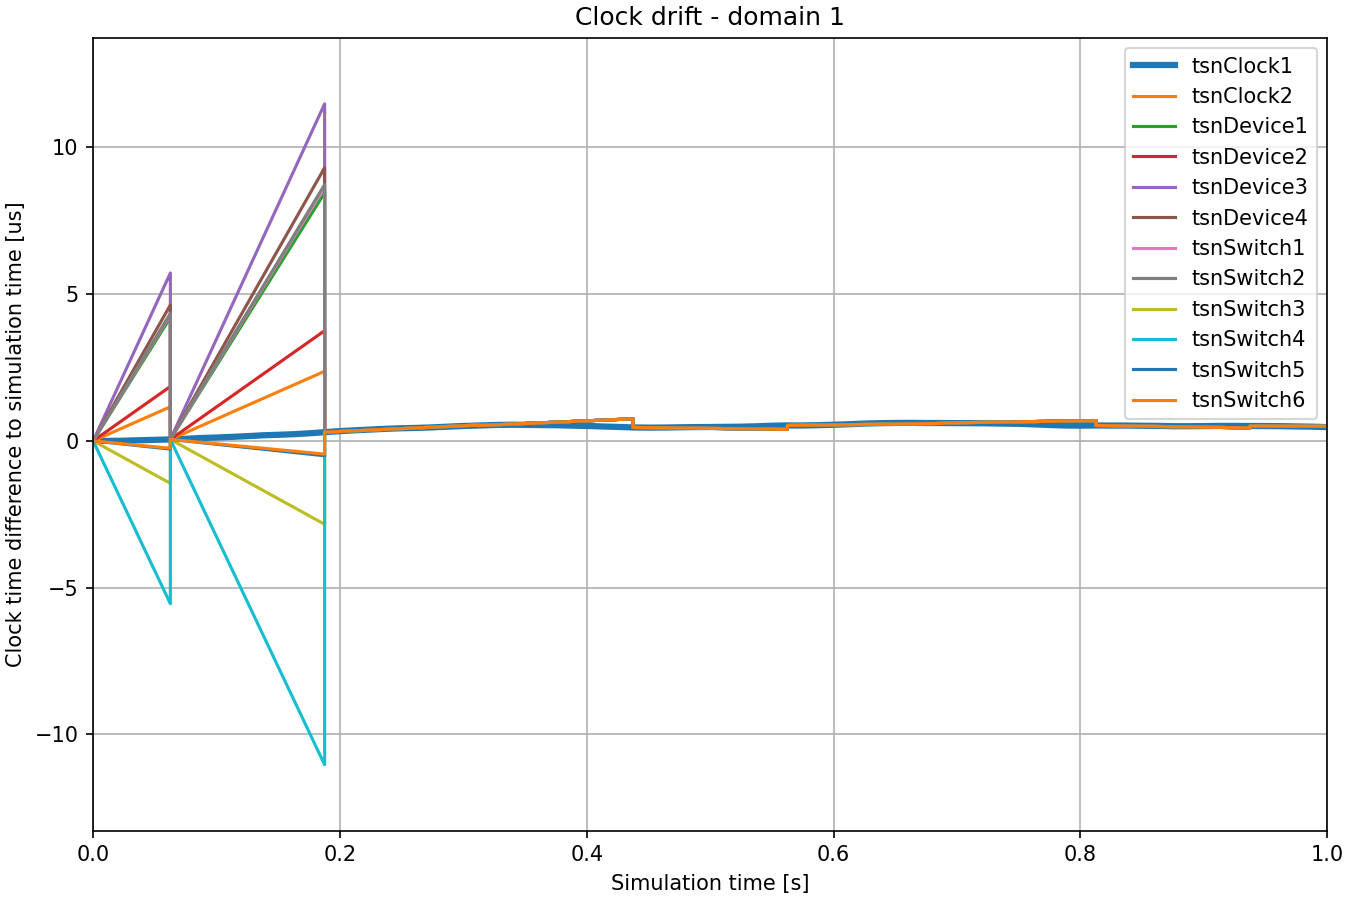 Clock drift - domain 1
Clock time difference to simulation time [us]
10
5
0
−5
−10
tsnClock1
tsnClock2
tsnDevice1
tsnDevice2
tsnDevice3
tsnDevice4
tsnSwitch1
tsnSwitch2
tsnSwitch3
tsnSwitch4
tsnSwitch5
tsnSwitch6
0.0 0.2 0.4 0.6 0.8 1.0
Simulation time [s]